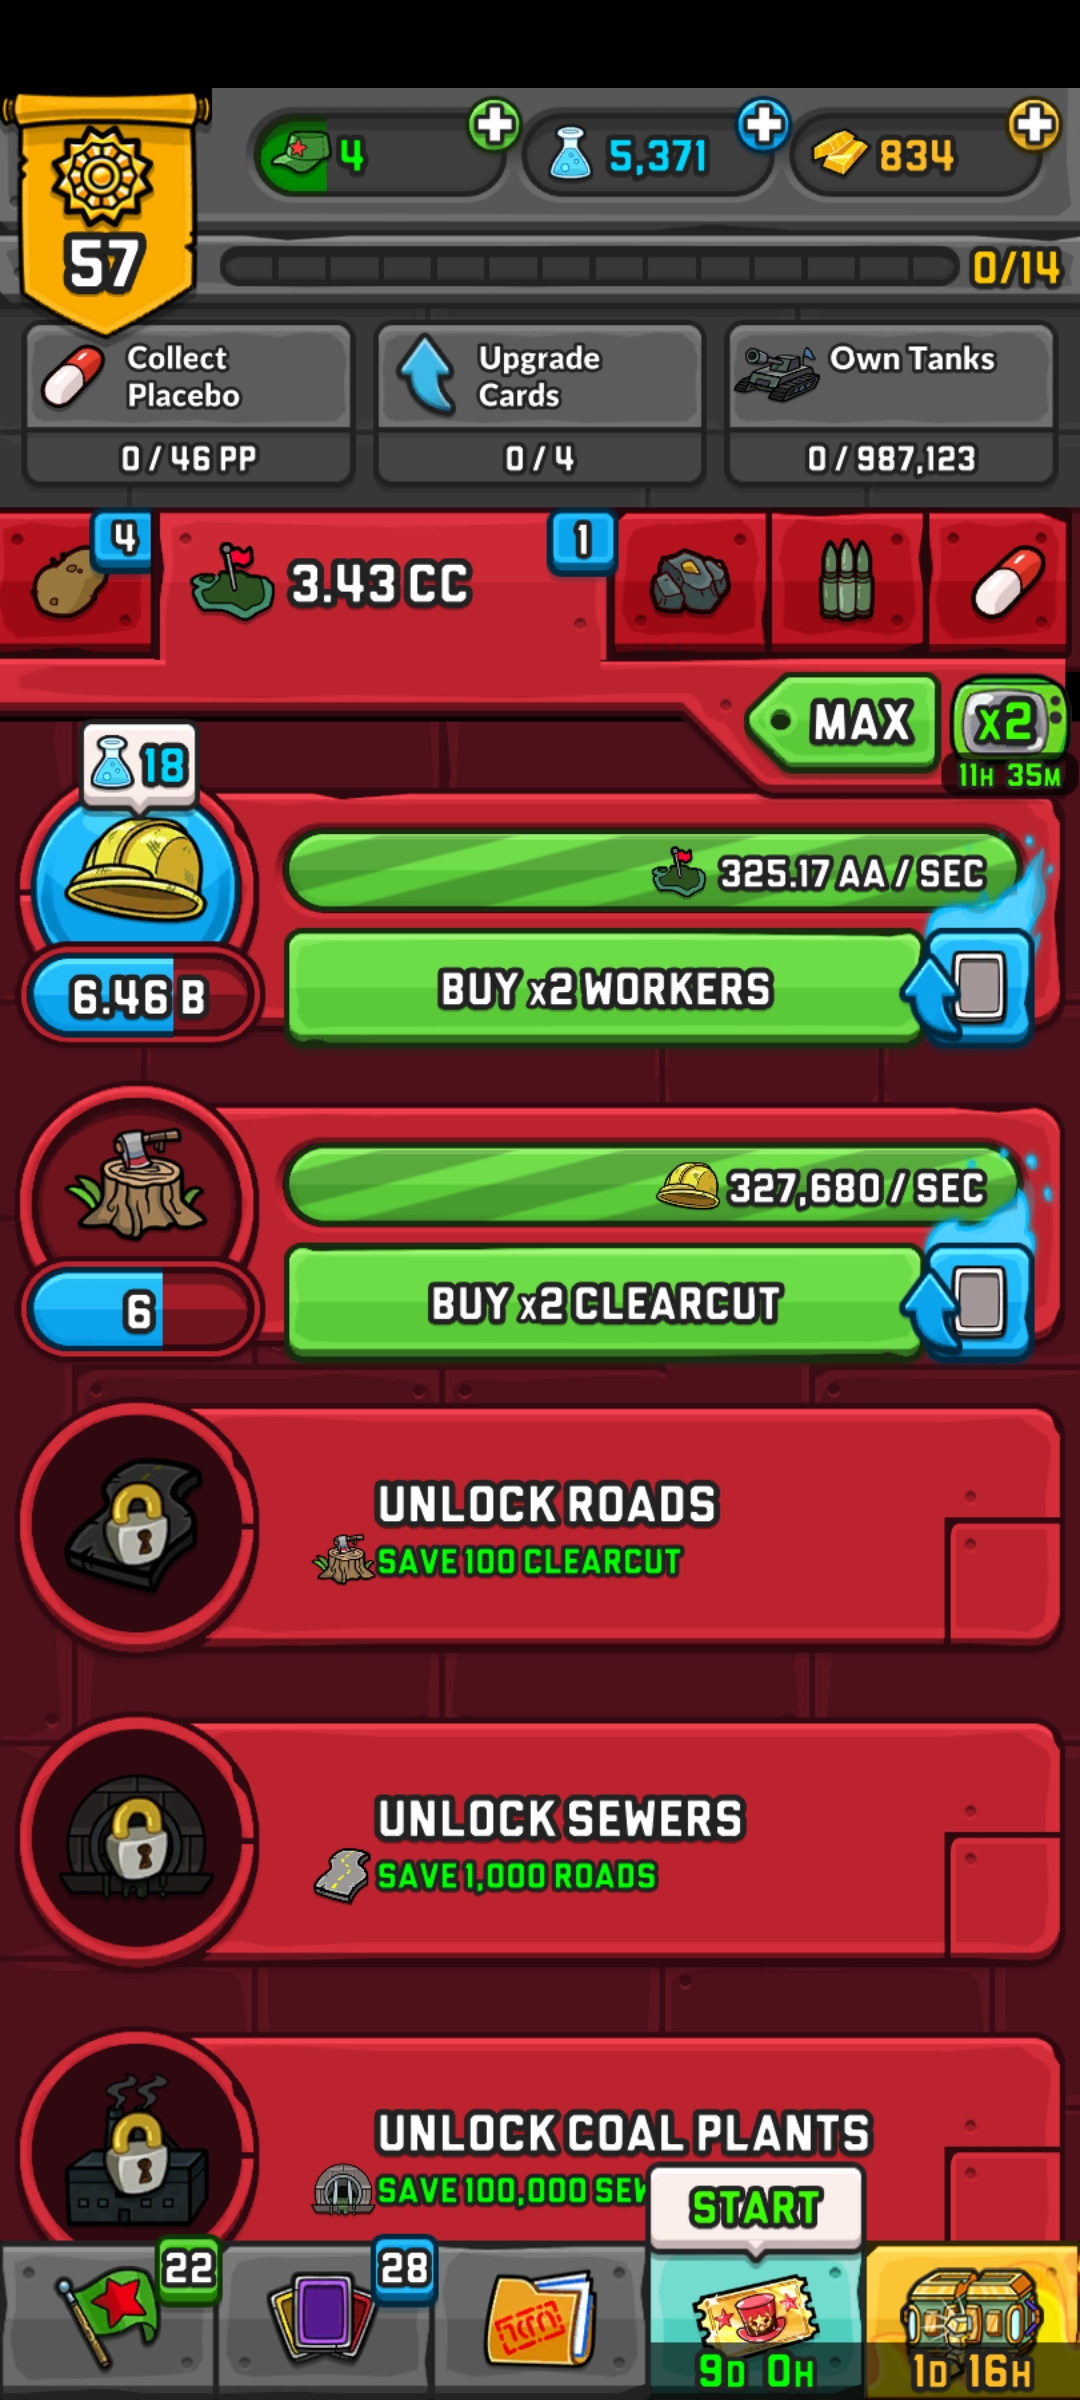 4
5,371
834
57
0/14
Collect
Placebo
0 / 46 PP
Upgrade
Cards
0 / 4
Own Tanks
0 / 987,123
4
3.43 CC
1
MAX
x2
11H 35M
18
325.17 AA / SEC
6.46 B
BUY x2 WORKERS
327,680 / SEC
6
BUY x2 CLEARCUT
UNLOCK ROADS
SAVE 100 CLEARCUT
UNLOCK SEWERS
SAVE 1,000 ROADS
UNLOCK COAL PLANTS
SAVE 100,000 SEW
START
22
28
9D 0H
1D 16H